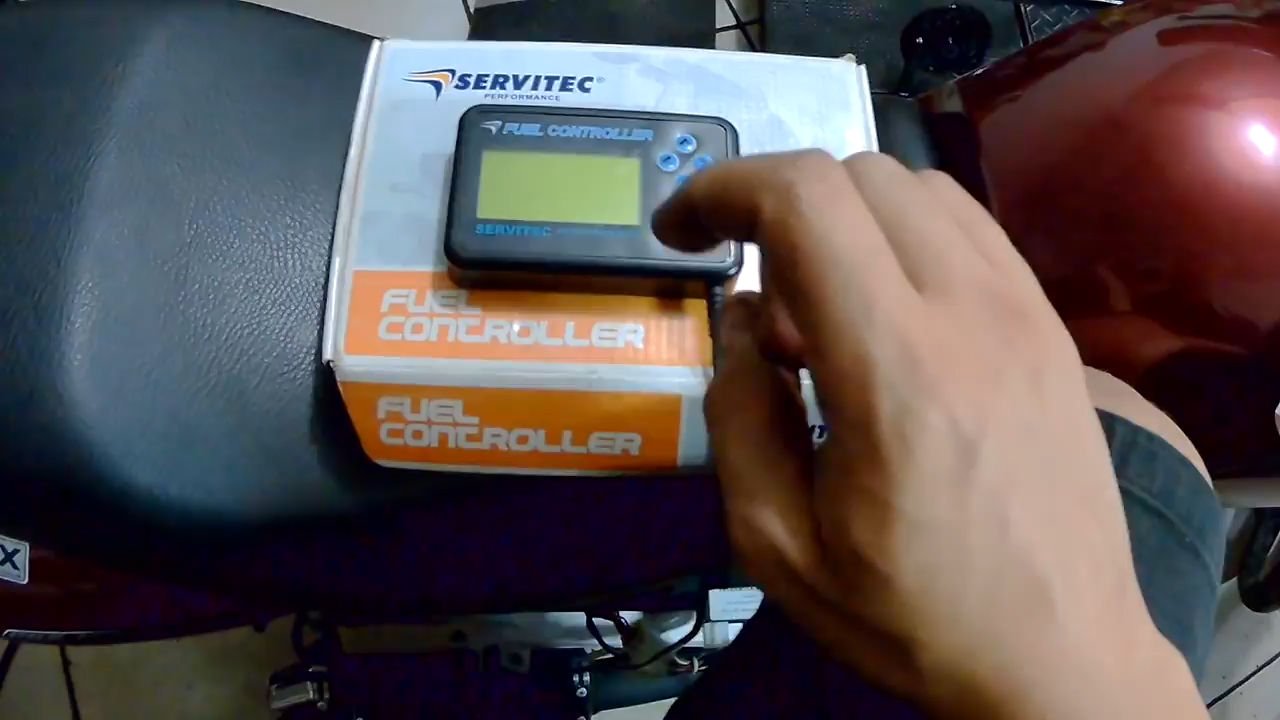 SERVITEC®
PERFORMANCE
FUEL CONTROLLER
SERVITEC
FUEL
CONTROLLER
FUEL
CONTROLLER
X